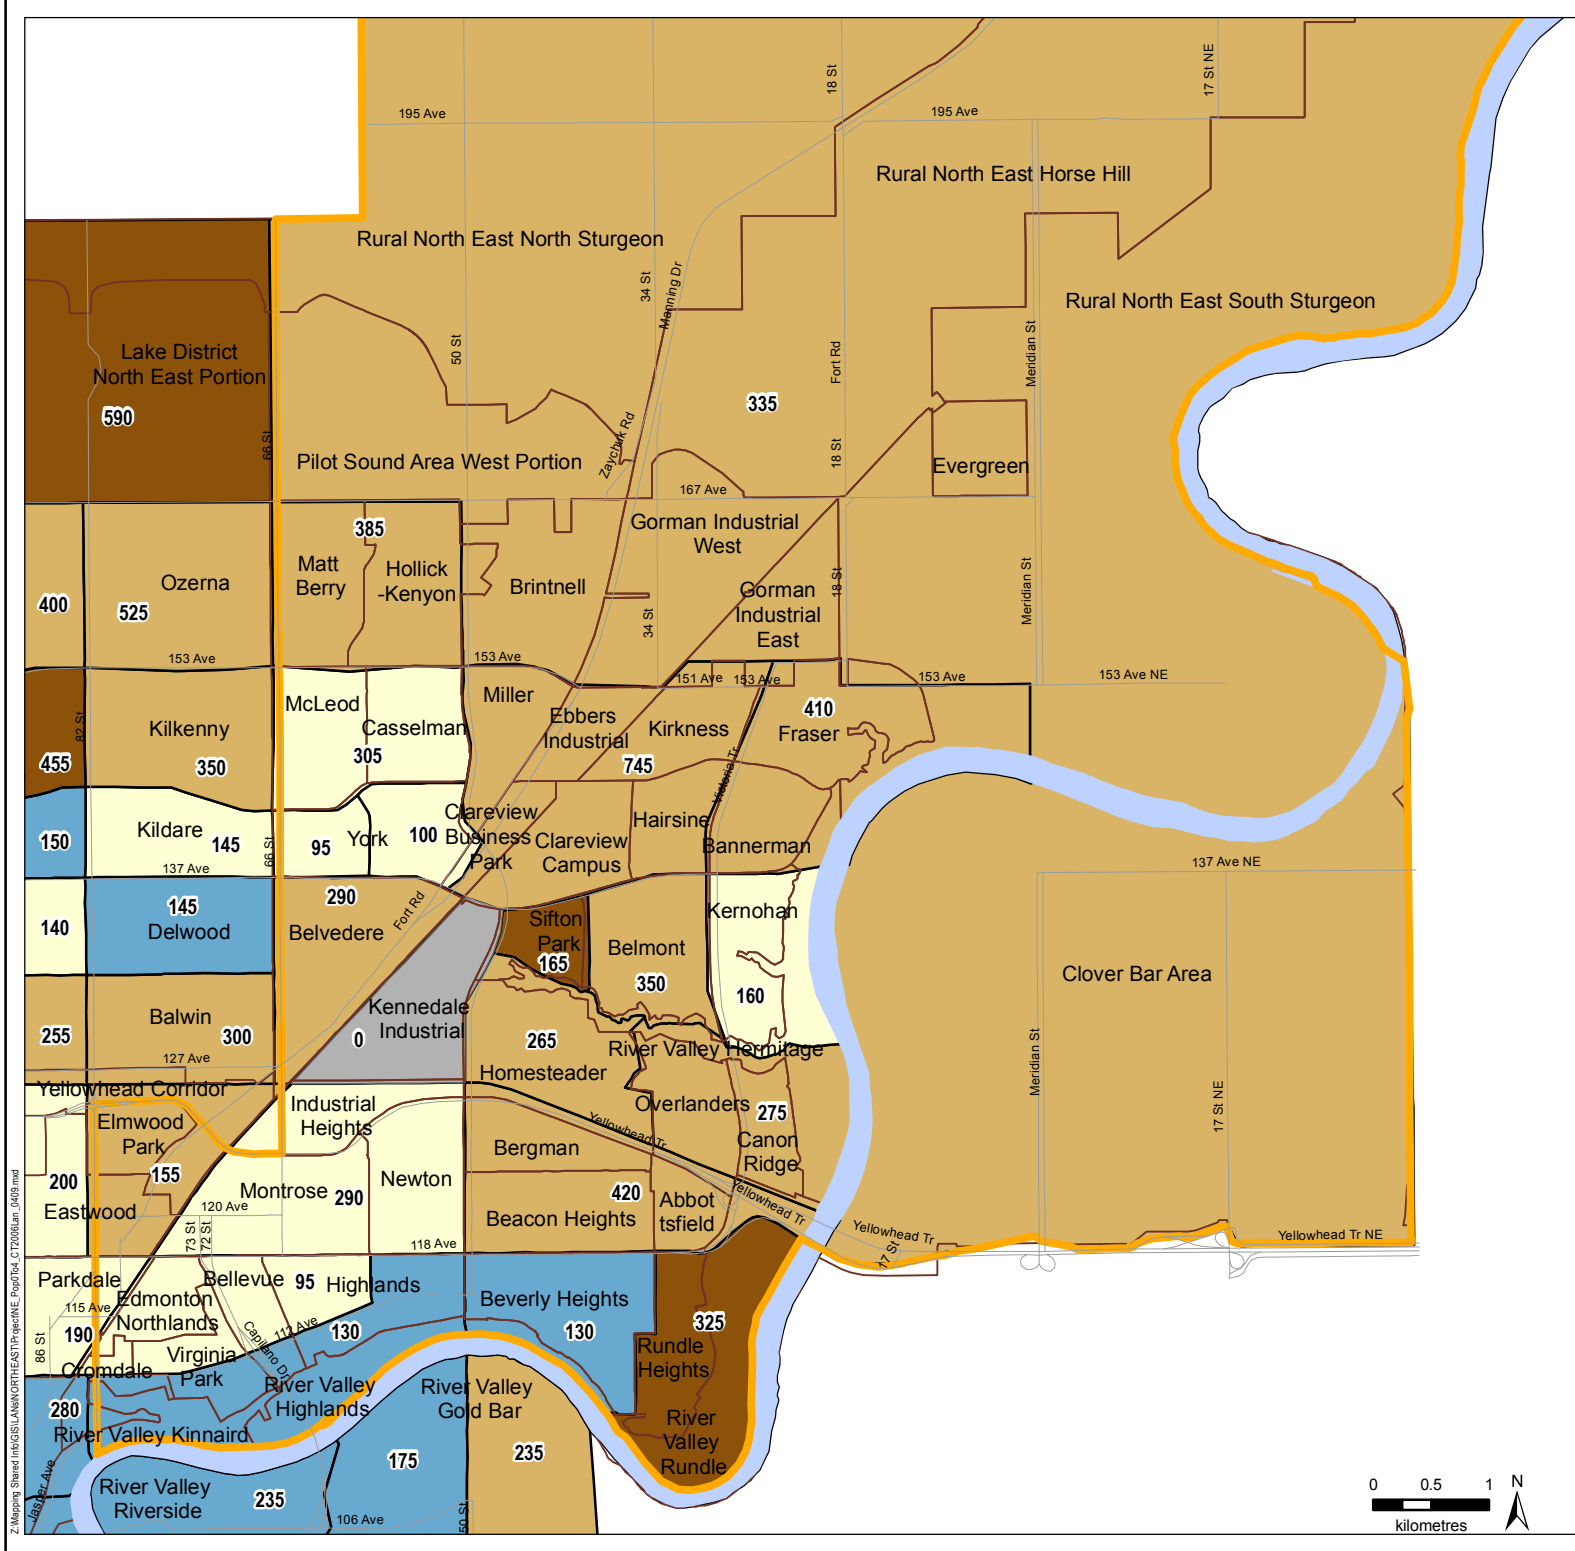 18 St
17 St NE
195 Ave
195 Ave
Rural North East Horse Hill
Rural North East North Sturgeon
34 St
Manning Dr
Rural North East South Sturgeon
50 St
Fort Rd
Meridian St
Lake District
North East Portion
590
335
66 St
Zaychuk Rd
18 St
Pilot Sound Area West Portion
Evergreen
167 Ave
385
Gorman Industrial
West
Matt
Berry
Hollick
-Kenyon
Brintnell
Ozerna
400
525
34 St
Gorman
Industrial
East
18 St
Meridian St
153 Ave
153 Ave
151 Ave
153 Ave
153 Ave
153 Ave NE
McLeod
Miller
82 St
Kilkenny
Casselman
Ebbers
Industrial
Kirkness
410
Fraser
455
350
305
745
Victoria Tr
150
Kildare
145
66 St
95
York
100
Clareview
Business
Park
Clareview
Campus
Hairsine
Bannerman
137 Ave
137 Ave NE
290
Fort Rd
145
Delwood
140
Belvedere
Sifton
Park
165
Belmont
350
Kernohan
160
Clover Bar Area
Balwin
255
300
Kennedale
Industrial
0
265
River Valley Hermitage
127 Ave
Homesteader
Meridian St
Yellowhead Corridor
Elmwood
Park
Industrial
Heights
Overlanders
275
Yellowhead Tr
17 St NE
Bergman
Canon
Ridge
155
200
Montrose
290
Newton
420
Abbot
tsfield
Yellowhead Tr
Eastwood
120 Ave
Beacon Heights
73 St
72 St
118 Ave
Yellowhead Tr
17 St
Yellowhead Tr NE
Parkdale
Bellevue
95
Highlands
Beverly Heights
115 Ave
Edmonton
Northlands
190
86 St
Capilano Dr
112 Ave
130
130
325
Rundle
Heights
Cromdale
Virginia
Park
River Valley
Highlands
River Valley
Gold Bar
280
River Valley Kinnaird
River
Valley
Rundle
175
235
River Valley
Riverside
235
Jasper Ave
106 Ave
50 St
0 0.5 1
kilometres
N
Z:\Mapping Shared Info\GIS\LANs\NORTHEAST\Project\NE_Pop0To4_CT2006Lan_0409.mxd